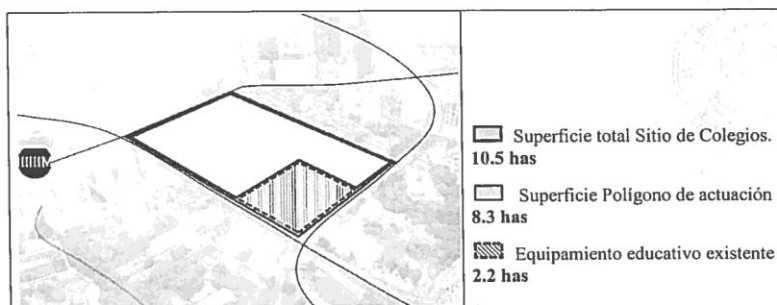 Superficie total Sitio de Colegios.
10.5 has
Superficie Polígono de actuación
8.3 has
Equipamiento educativo existente
2.2 has